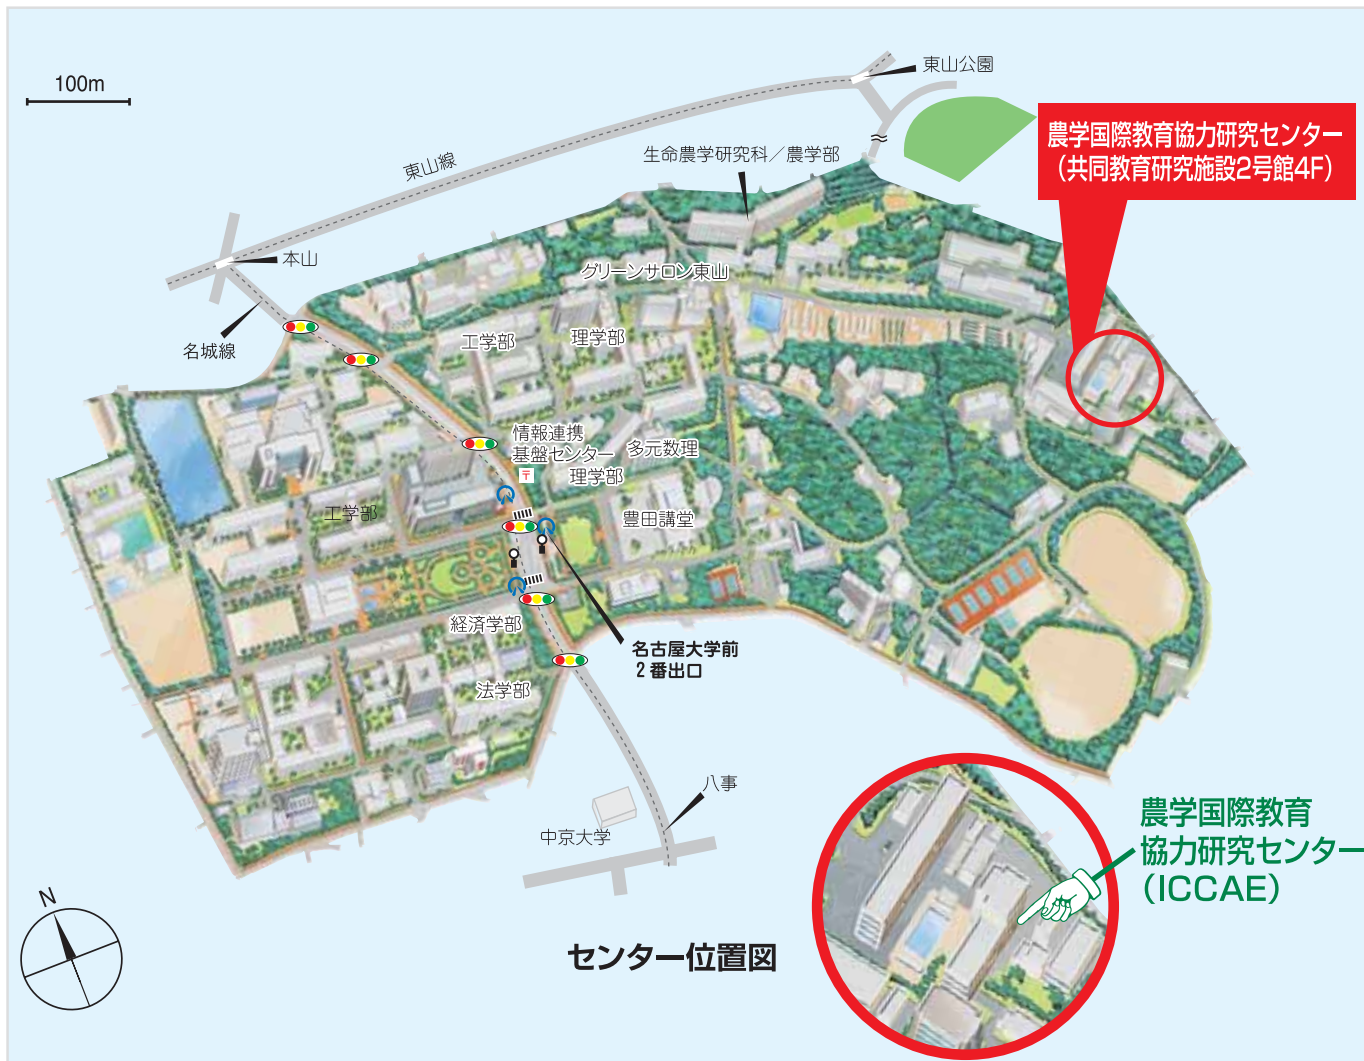 100m
東山公園
農学国際教育協力研究センター
（共同教育研究施設2号館4F）
生命農学研究科／農学部
東山線
本山
グリーンサロン東山
名城線
工学部
理学部
情報連携
基盤センター
多元数理
〒
理学部
工学部
豊田講堂
経済学部
名古屋大学前
2番出口
法学部
八事
中京大学
農学国際教育
協力研究センター
（ICCAE）
N
センター位置図